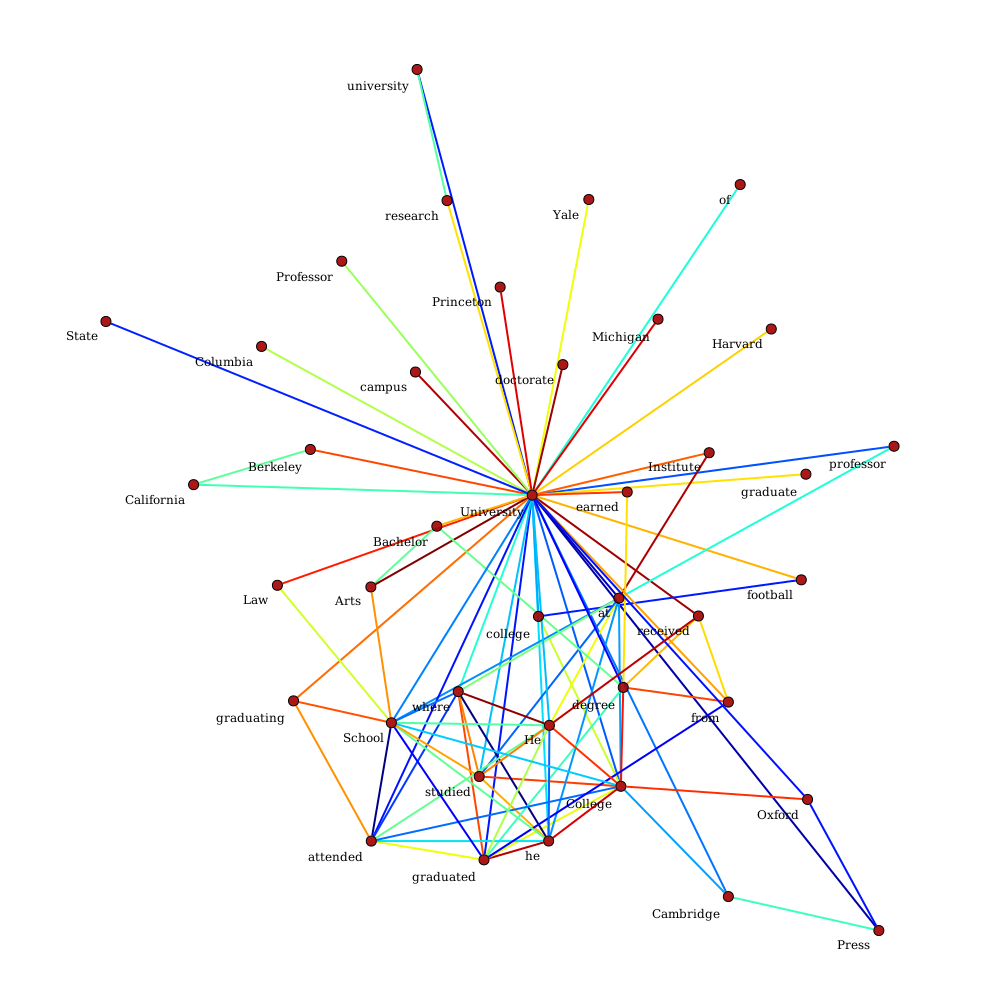 university
of
research
Yale
Professor
Princeton
State
Michigan
Harvard
Columbia
doctorate
campus
professor
Berkeley
Institute
graduate
California
earned
University
Bachelor
football
Law
Arts
at
received
college
degree
where
graduating
from
School
He
studied
College
Oxford
attended
he
graduated
Cambridge
Press